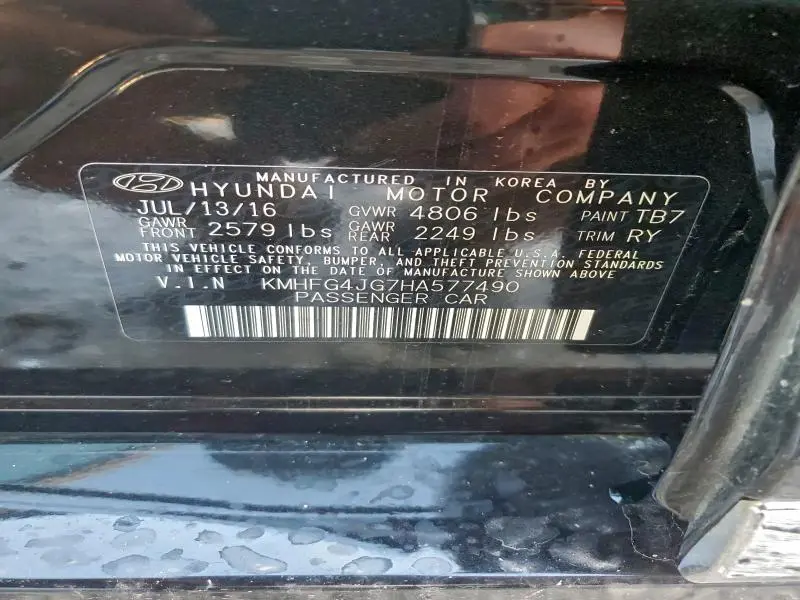 MANUFACTURED IN KOREA BY
HYUNDAI MOTOR COMPANY
JUL/13/16 GVWR 4806 lbs PAINT TB7
GAWR FRONT 2579 lbs GAWR REAR 2249 lbs TRIM RY
THIS VEHICLE CONFORMS TO ALL APPLICABLE U.S.A. FEDERAL
MOTOR VEHICLE SAFETY, BUMPER, AND THEFT PREVENTION STANDARDS
IN EFFECT ON THE DATE OF MANUFACTURE SHOWN ABOVE
V.I.N KMHFG4JG7HA577490
PASSENGER CAR